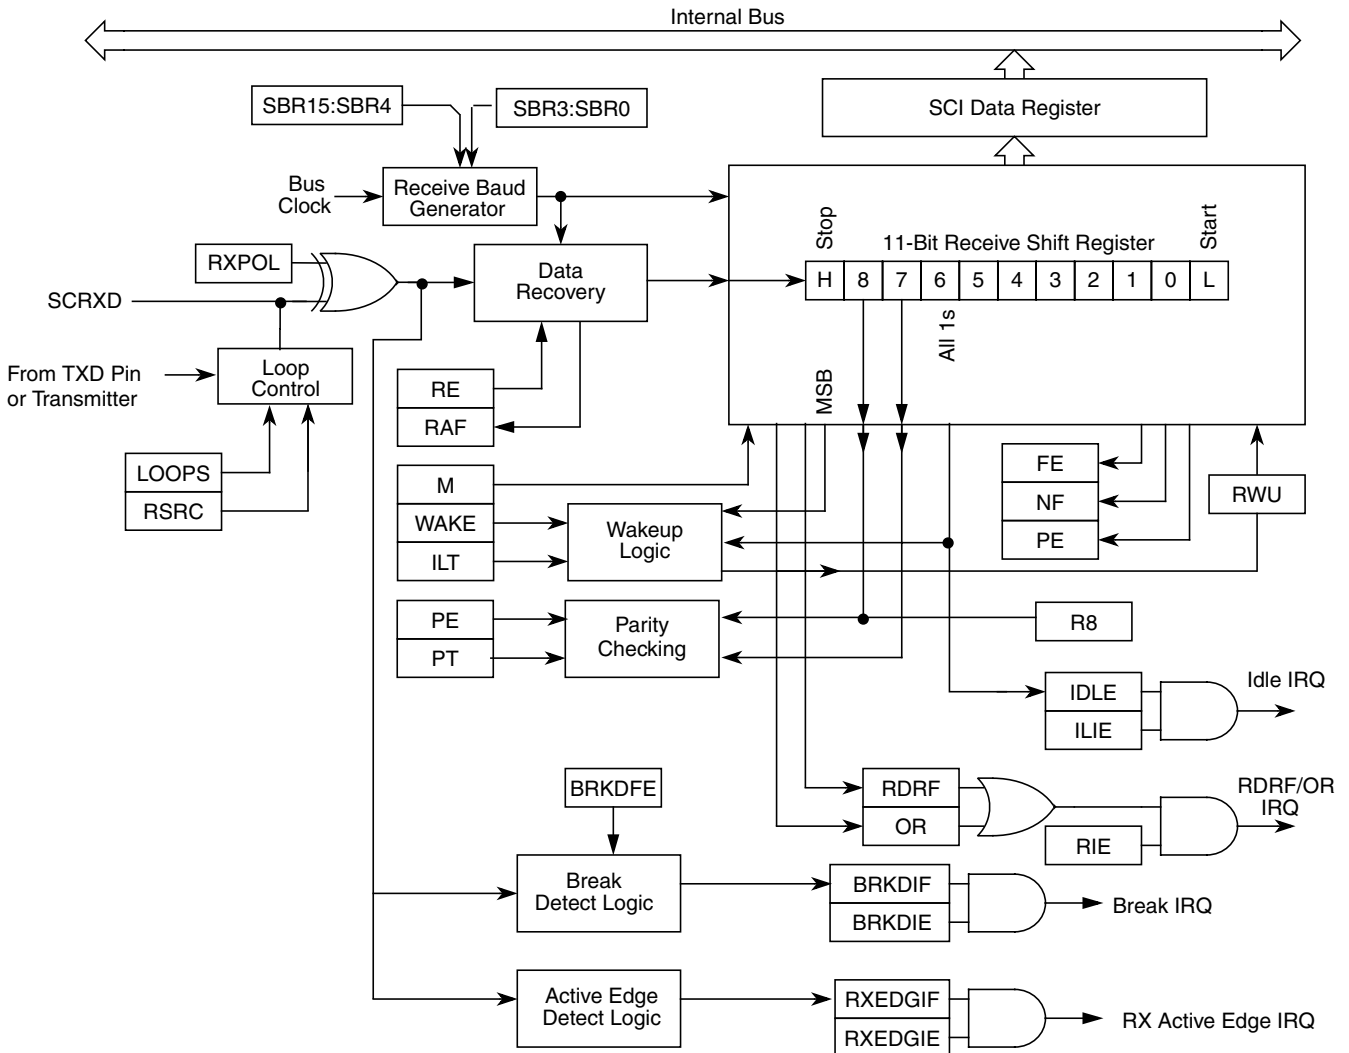 Internal Bus
SBR15:SBR4
SBR3:SBR0
SCI Data Register
Bus
Clock
Receive Baud
Generator
RXPOL
SCRXD
Data
Recovery
Stop
11-Bit Receive Shift Register
Start
H 8 7 6 5 4 3 2 1 0 L
All 1s
MSB
From TXD Pin
or Transmitter
Loop
Control
RE
RAF
LOOPS
RSRC
M
WAKE
ILT
Wakeup
Logic
FE
NF
PE
RWU
PE
PT
Parity
Checking
R8
IDLE
ILIE
Idle IRQ
BRKDFE
RDRF
OR
RIE
RDRF/OR
IRQ
Break
Detect Logic
BRKDIF
BRKDIE
Break IRQ
Active Edge
Detect Logic
RXEDGIF
RXEDGIE
RX Active Edge IRQ